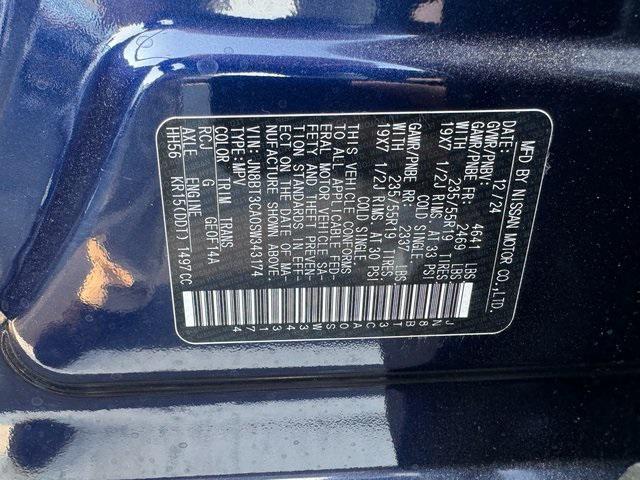 MFD BY NISSAN MOTOR CO.,LTD.
DATE: 12/24
GVWR/PNBV: 4641 LBS
GAWR/PNBE FR: 2469 LBS
WITH 235/55R19 TIRES
19X7 1/2J RIMS AT 33 PSI
COLD
GAWR/PNBE RR: 2337 LBS
WITH 235/55R19 TIRES
19X7 1/2J RIMS AT 30 PSI
COLD
THIS VEHICLE CONFORMS
TO ALL APPLICABLE FED-
ERAL MOTOR VEHICLE SA-
FETY AND THEFT PREVEN-
TION STANDARDS IN EFF-
ECT ON THE DATE OF MA-
NUFACTURE SHOWN ABOVE.
VIN: JN8BT3CA0SW343174
TYPE: MPV
COLOR TRIM TRANS
RCJ G GE0F14A
AXLE ENGINE
HH56 KR15(DDT) 1497CC
JN8BT3CA0SW343174